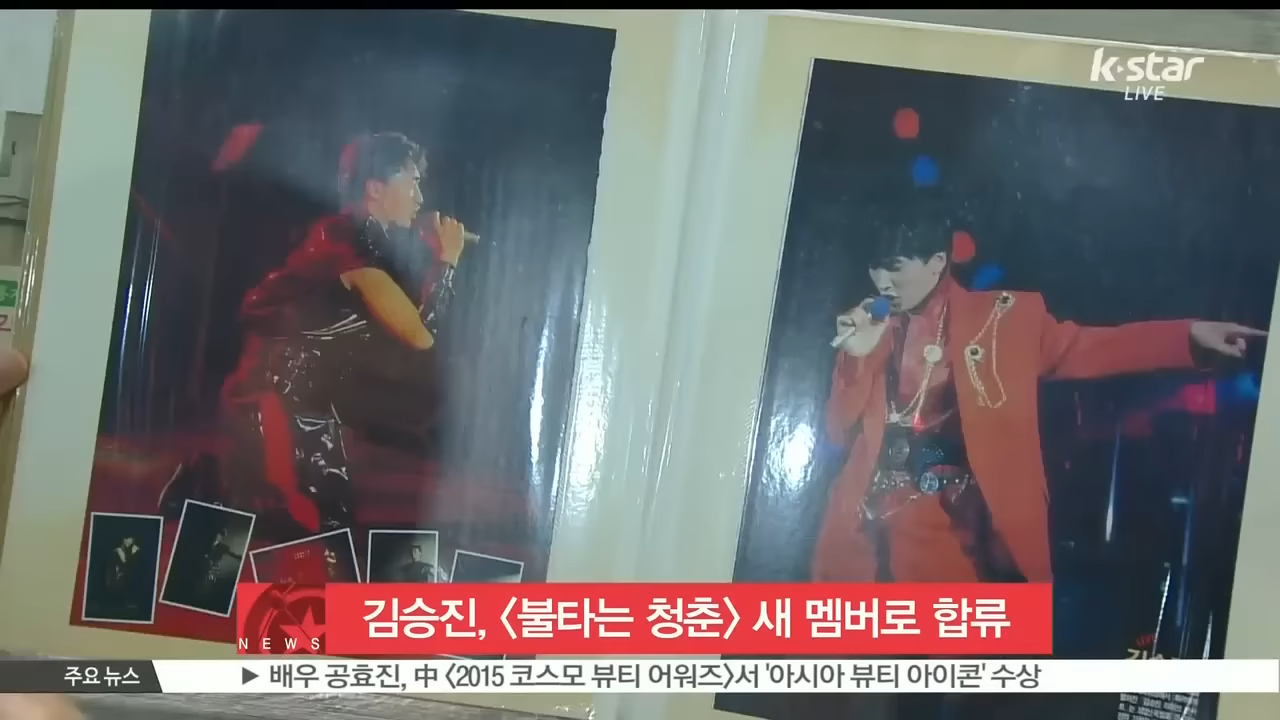 k·star
LIVE
김승진, <불타는 청춘> 새 멤버로 합류
NEWS
주요뉴스
▶ 배우 공효진, 中 <2015 코스모 뷰티 어워즈>서 '아시아 뷰티 아이콘' 수상